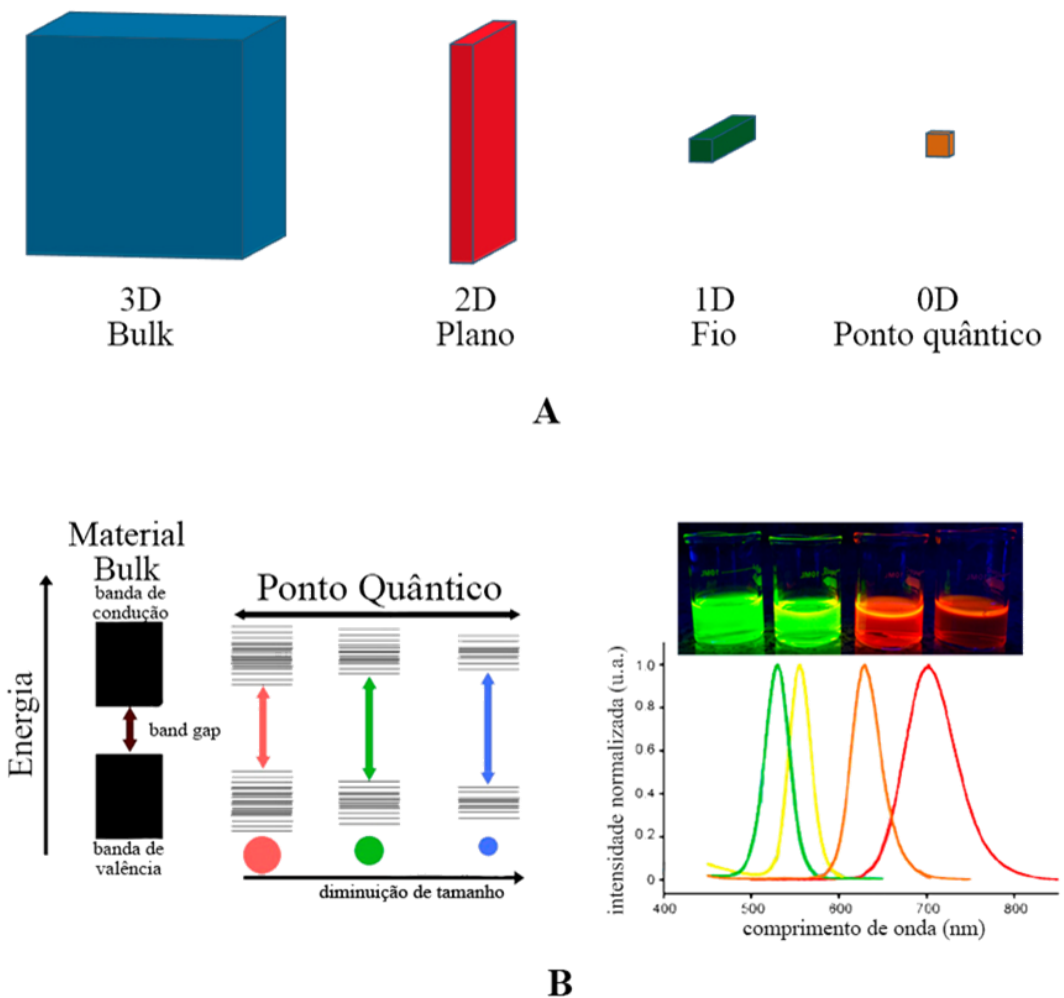 3D
Bulk
2D
Plano
1D
Fio
0D
Ponto quântico
A
Material
Bulk
banda de
condução
band gap
banda de
valência
Energia
Ponto Quântico
diminuição de tamanho
intensidade normalizada (u.a.)
1.0
0.8
0.6
0.4
0.2
0
400
500
600
700
800
comprimento de onda (nm)
B